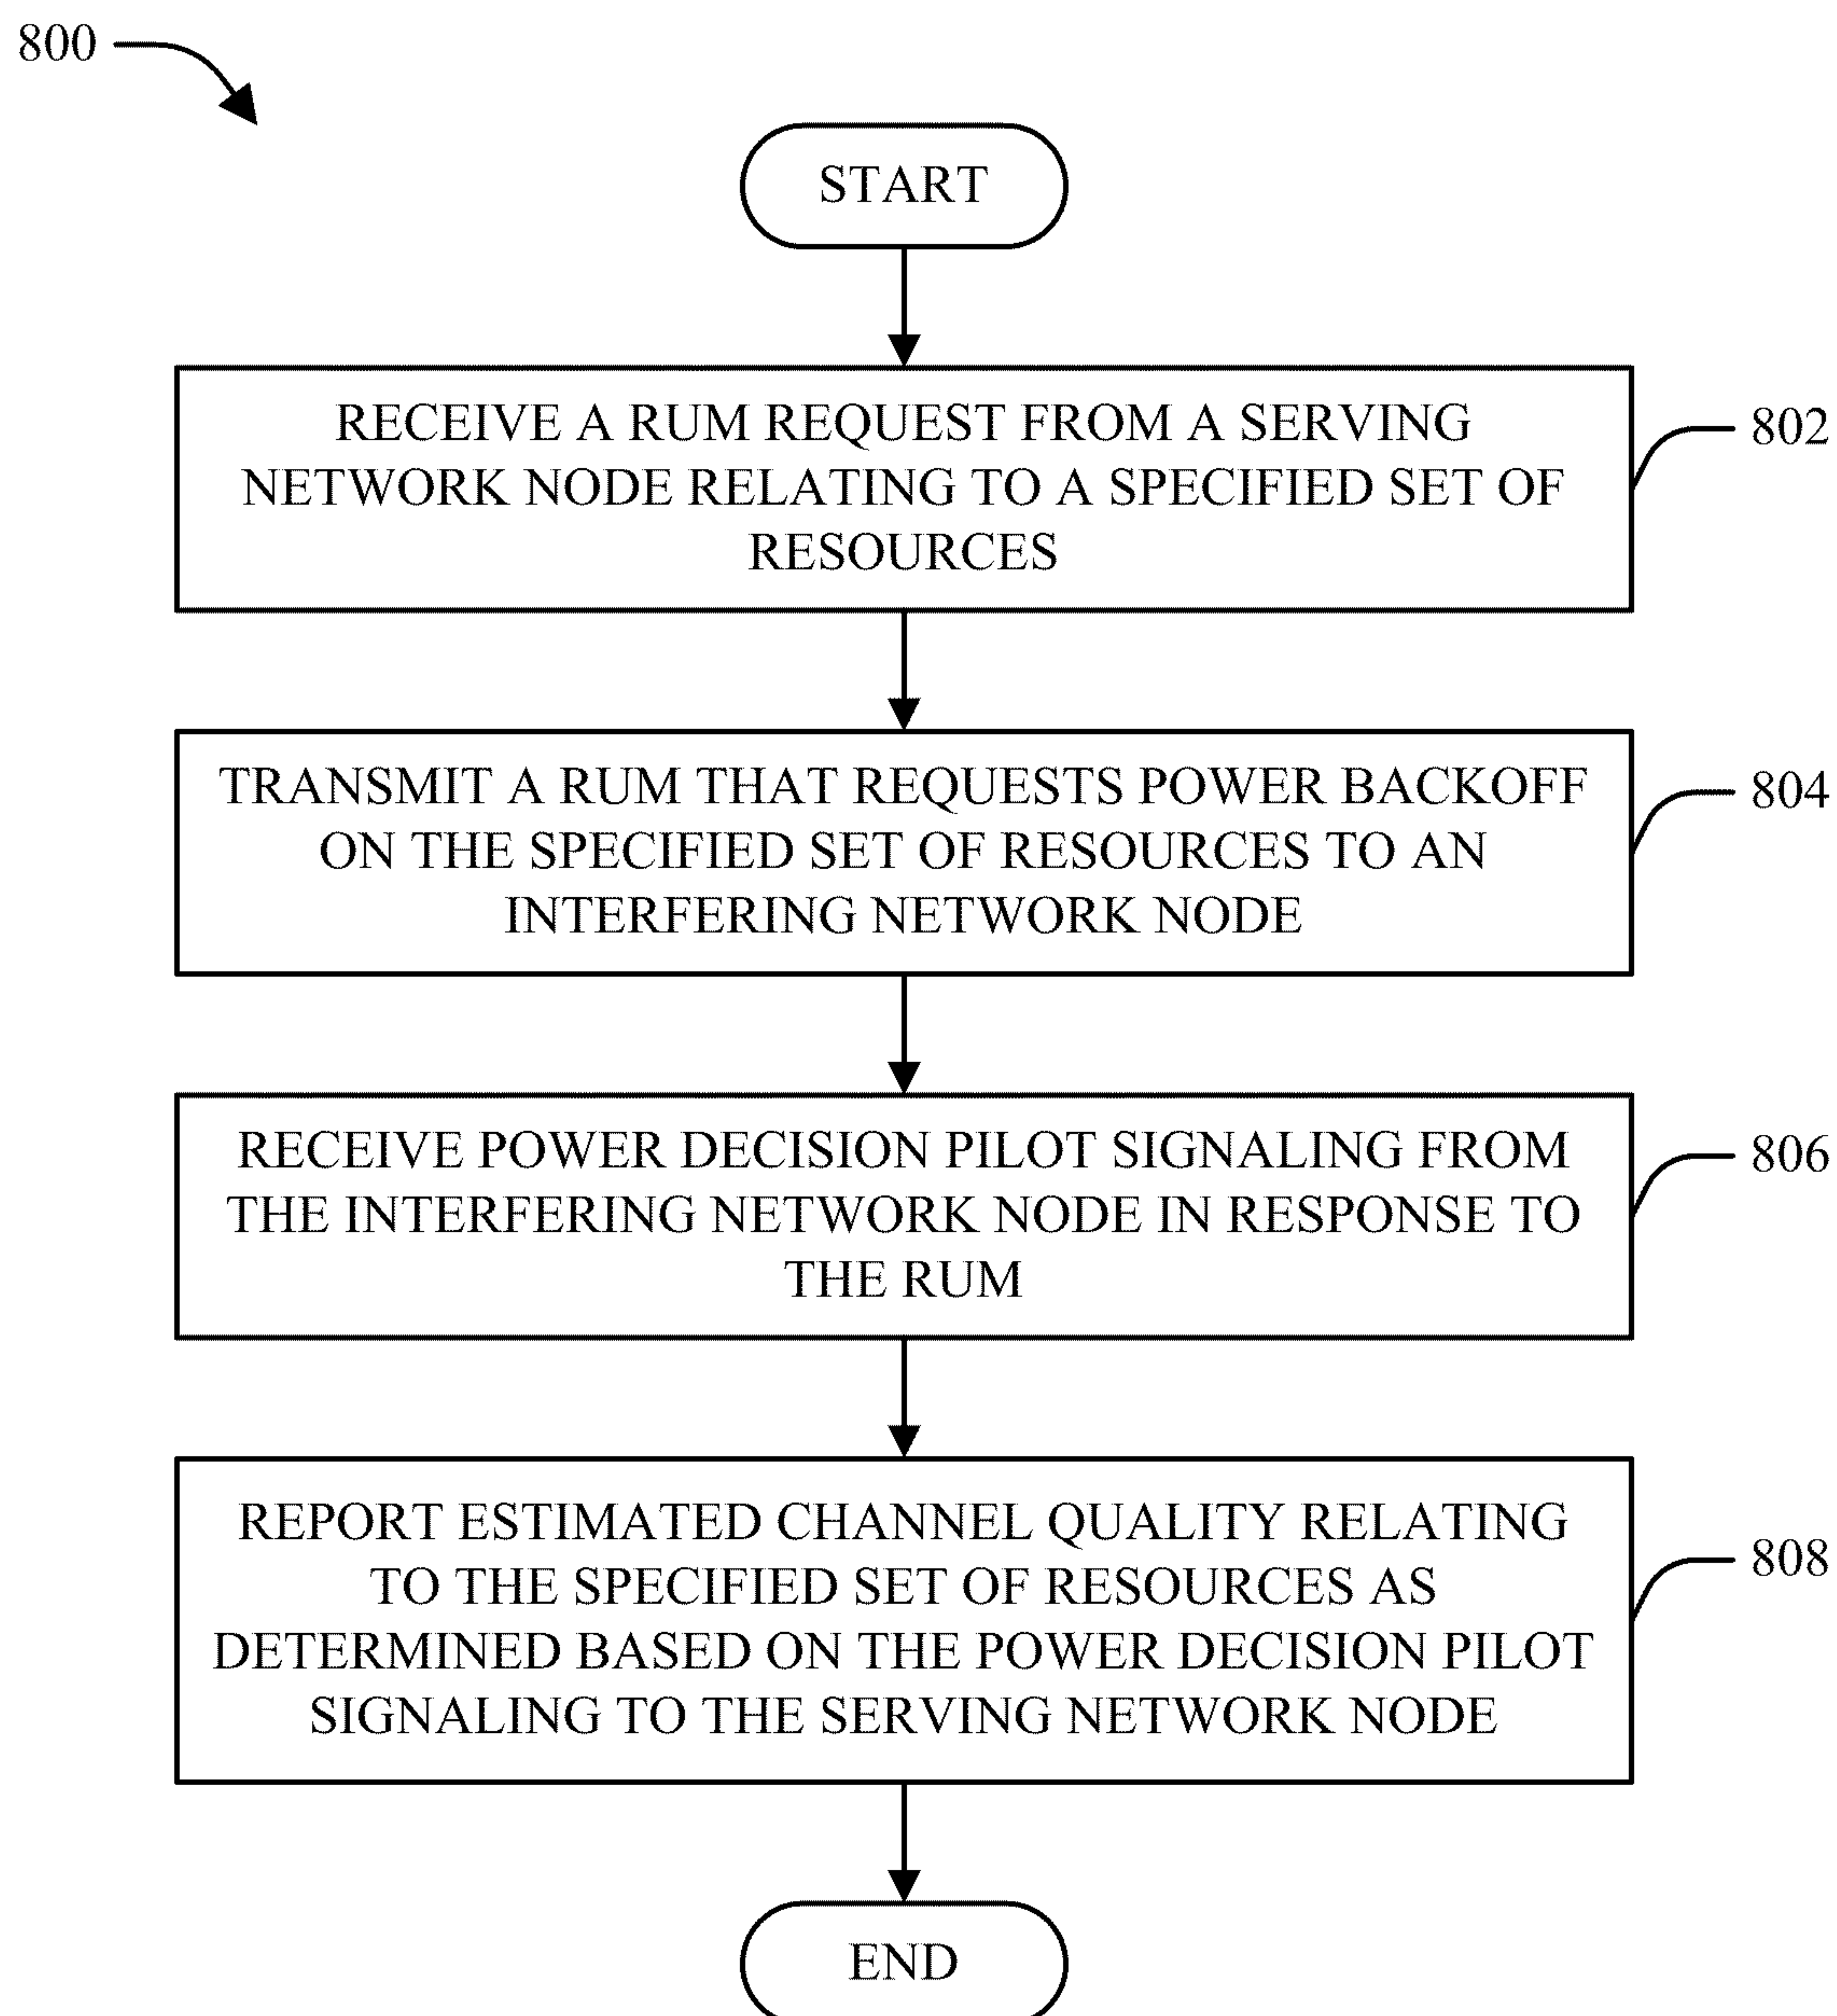 800
START
RECEIVE A RUM REQUEST FROM A SERVING
NETWORK NODE RELATING TO A SPECIFIED SET OF
RESOURCES
802
TRANSMIT A RUM THAT REQUESTS POWER BACKOFF
ON THE SPECIFIED SET OF RESOURCES TO AN
INTERFERING NETWORK NODE
804
RECEIVE POWER DECISION PILOT SIGNALING FROM
THE INTERFERING NETWORK NODE IN RESPONSE TO
THE RUM
806
REPORT ESTIMATED CHANNEL QUALITY RELATING
TO THE SPECIFIED SET OF RESOURCES AS
DETERMINED BASED ON THE POWER DECISION PILOT
SIGNALING TO THE SERVING NETWORK NODE
808
END